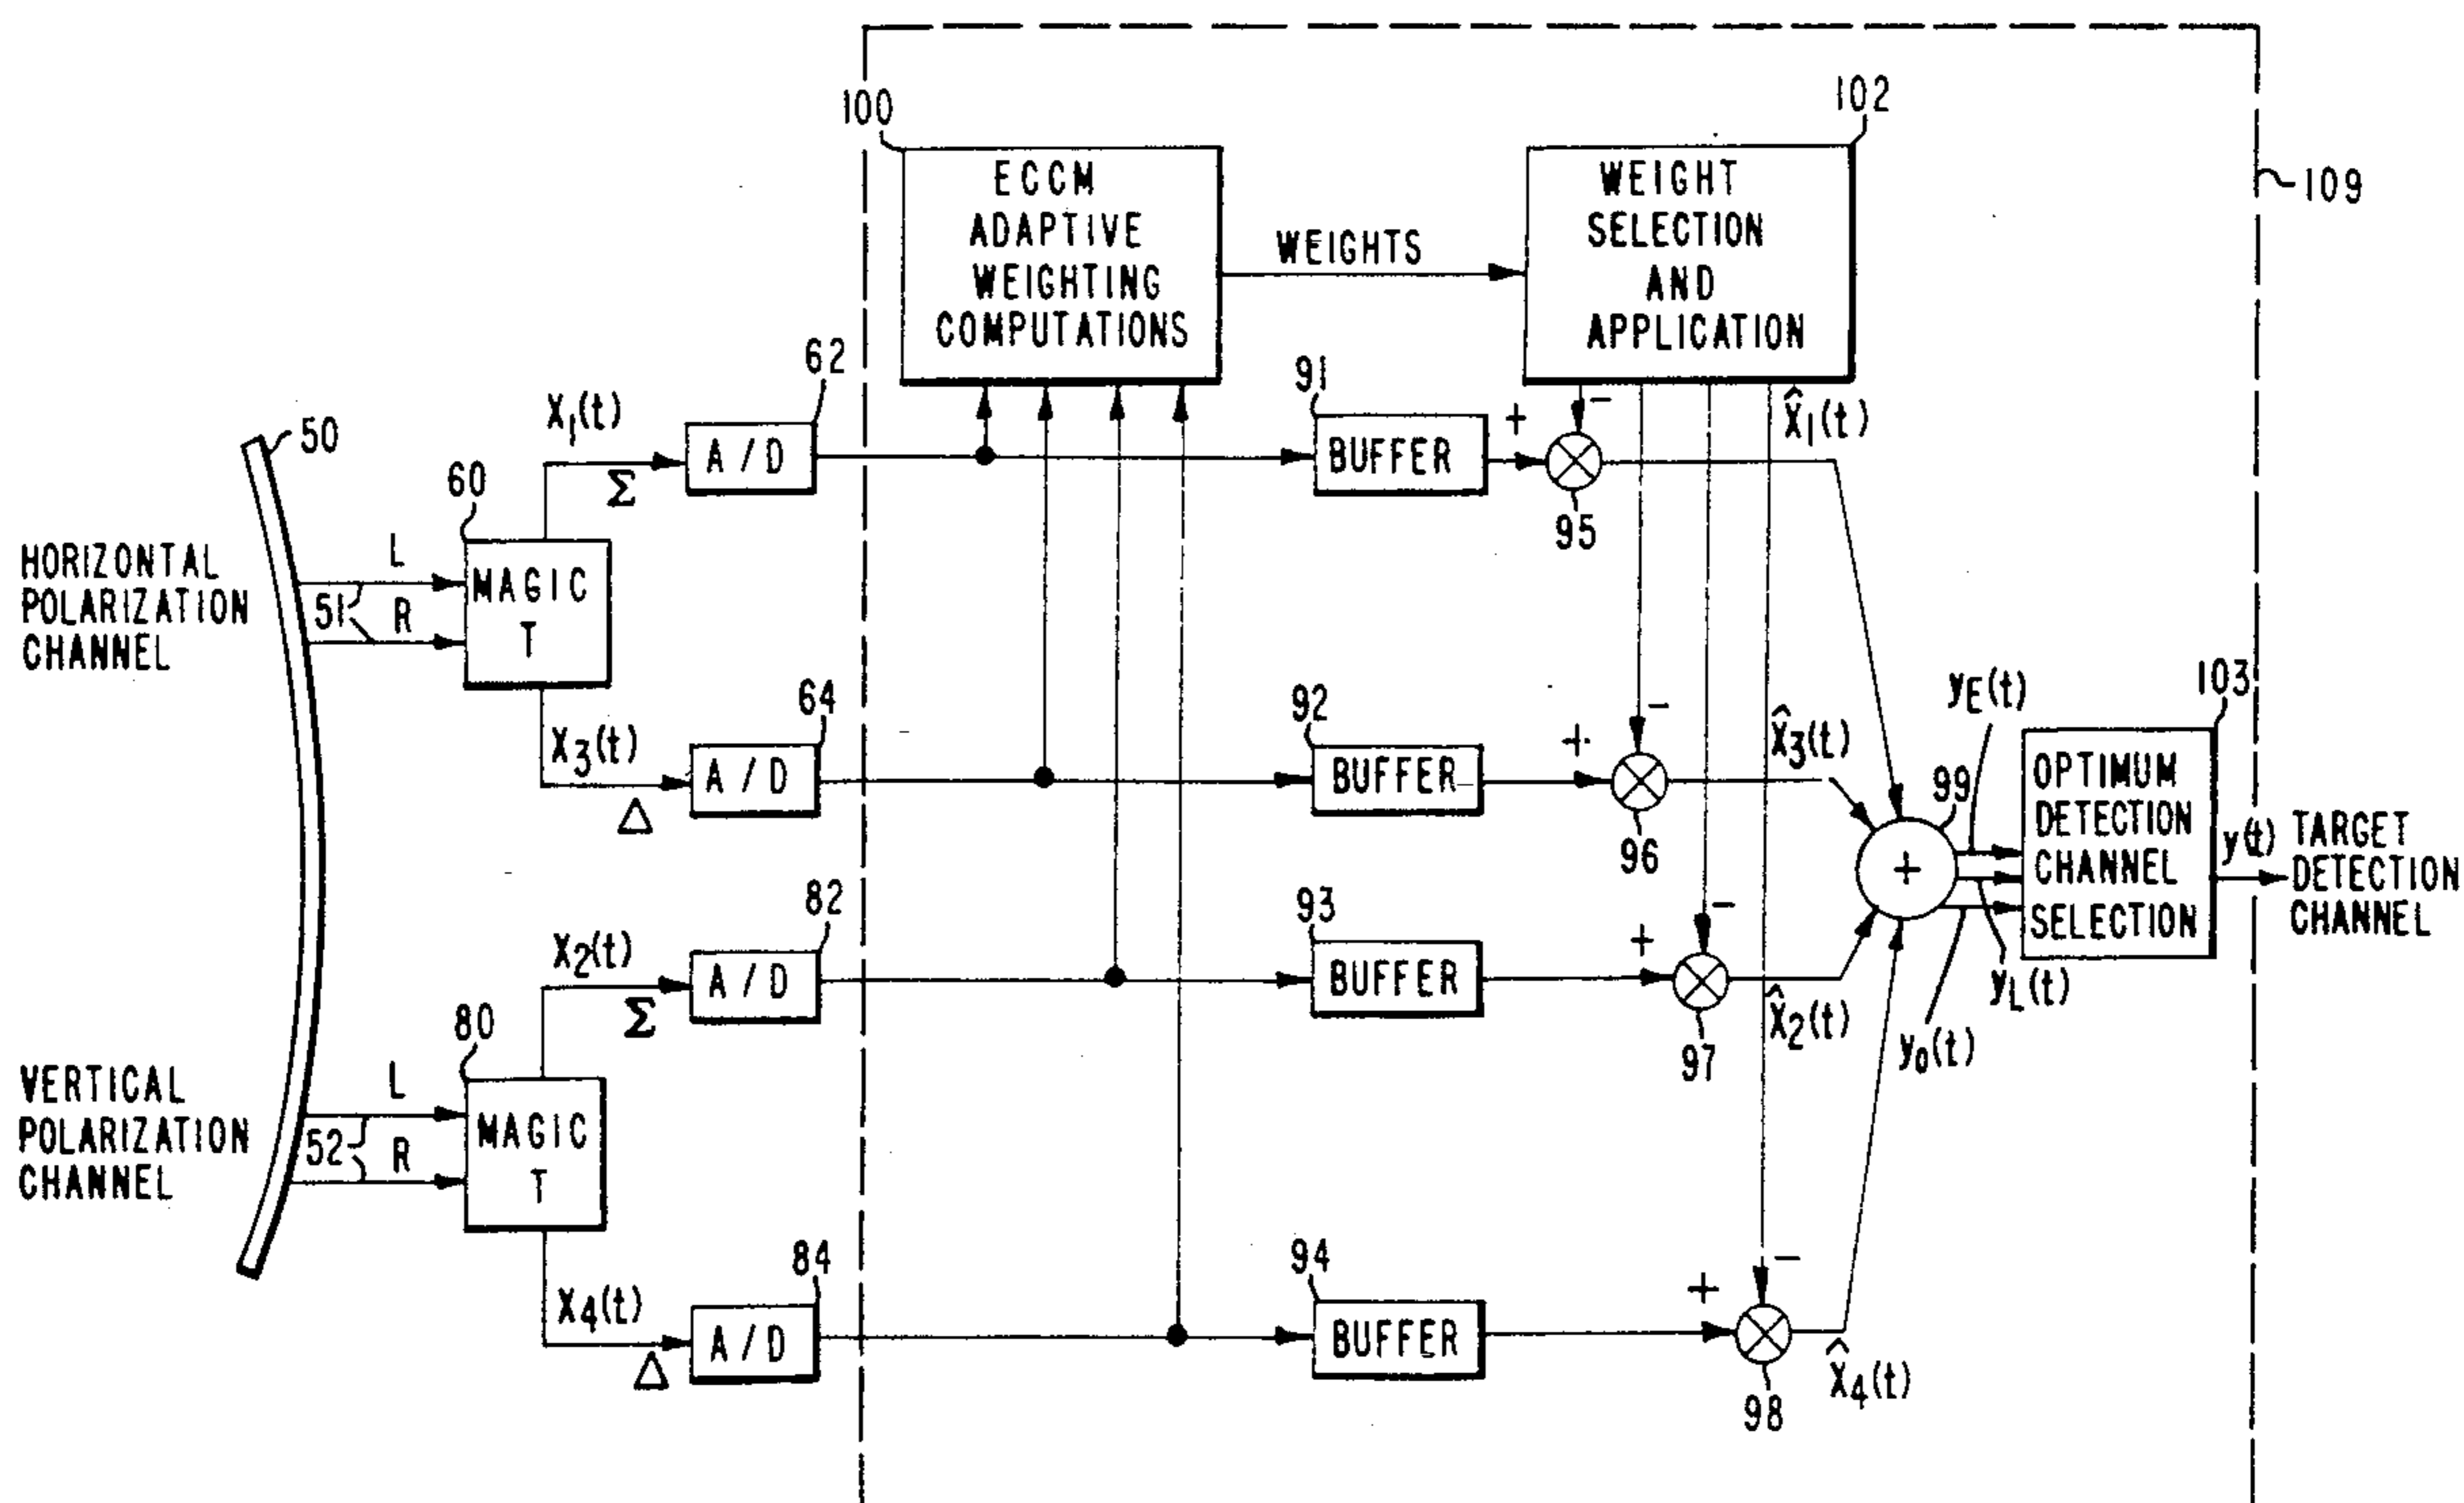 100
102
ECCM
ADAPTIVE
WEIGHTING
COMPUTATIONS
WEIGHTS
WEIGHT
SELECTION
AND
APPLICATION
109
50
HORIZONTAL
POLARIZATION
CHANNEL
51
L
R
60
MAGIC
T
X₁(t)
Σ
62
A/D
91
BUFFER
+
−
95
X̂₁(t)
X₃(t)
Δ
64
A/D
92
BUFFER
+
−
96
X̂₃(t)
VERTICAL
POLARIZATION
CHANNEL
52
L
R
80
MAGIC
T
X₂(t)
Σ
82
A/D
93
BUFFER
+
−
97
X̂₂(t)
X₄(t)
Δ
84
A/D
94
BUFFER
+
−
98
X̂₄(t)
99
+
yE(t)
yL(t)
y₀(t)
103
OPTIMUM
DETECTION
CHANNEL
SELECTION
y(t)
TARGET
DETECTION
CHANNEL